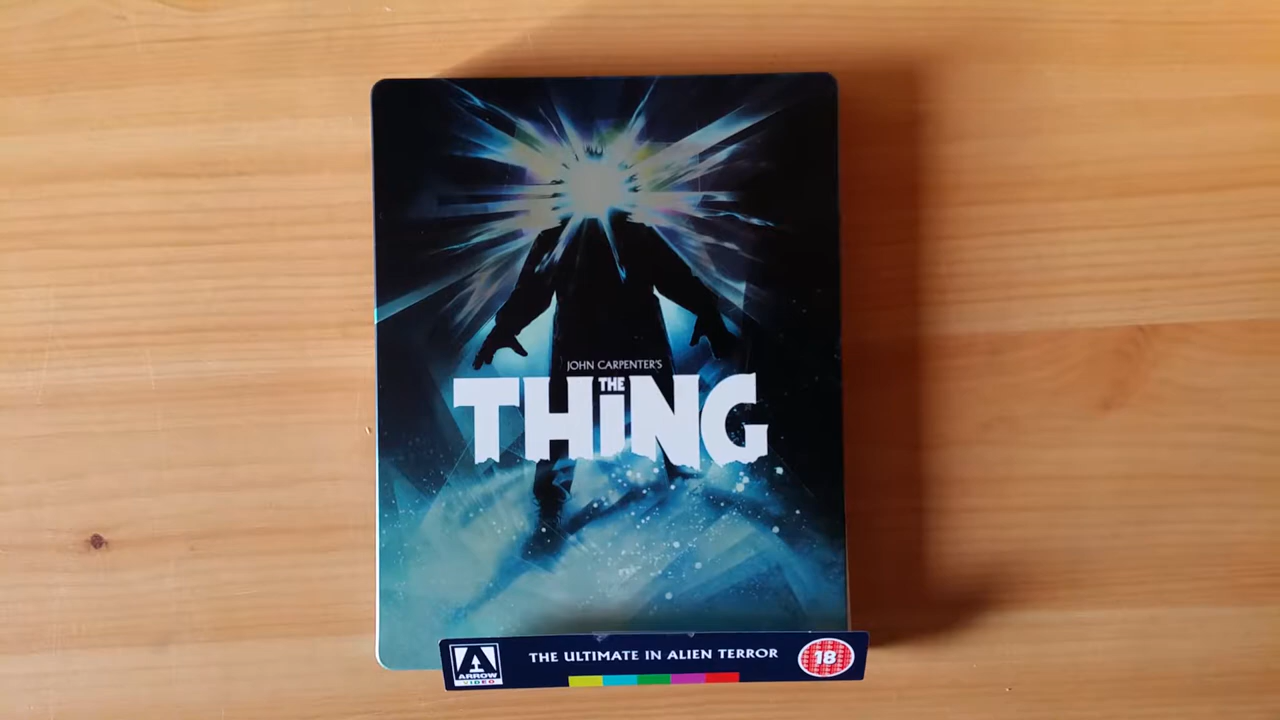 JOHN CARPENTER'S
THE
THiNG
ARROW
VIDEO
THE ULTIMATE IN ALIEN TERROR
18